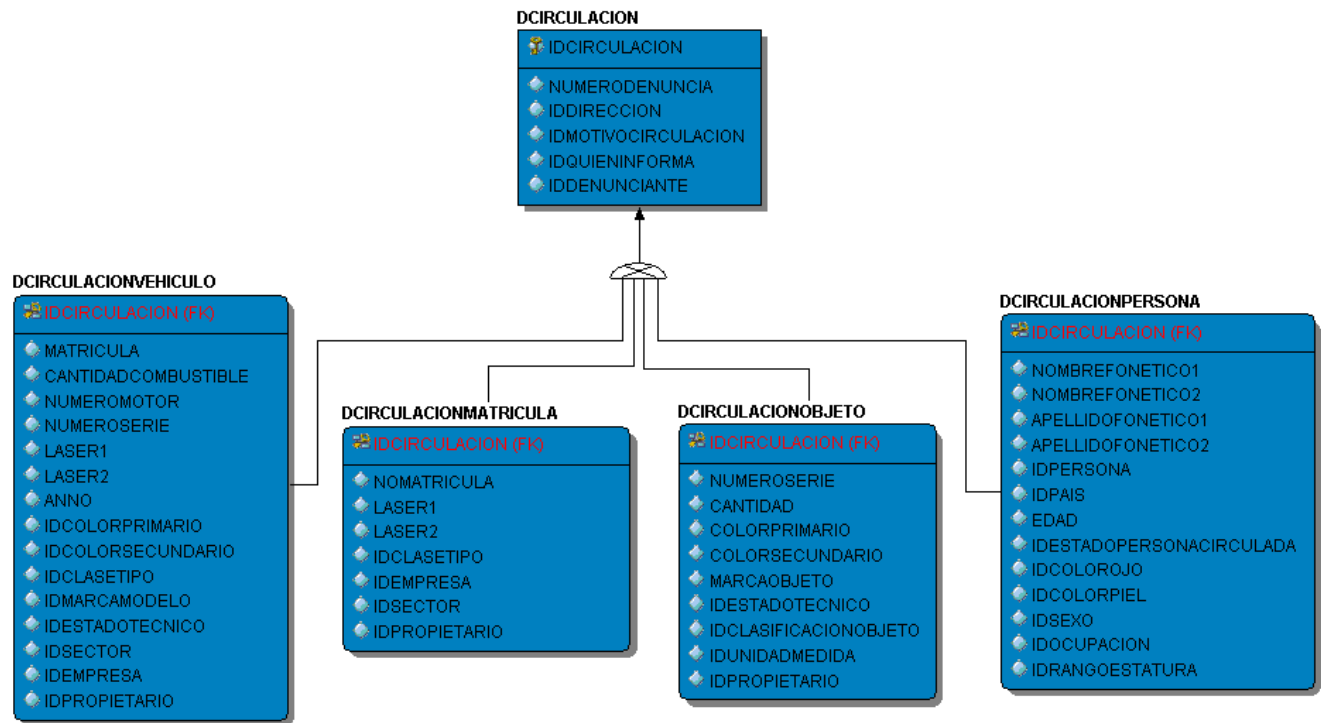 DCIRCULACION
IDCIRCULACION
NUMERODENUNCIA
IDDIRECCION
IDMOTIVOCIRCULACION
IDQUIENINFORMA
IDDENUNCIANTE
DCIRCULACIONVEHICULO
IDCIRCULACION (FK)
MATRICULA
CANTIDADCOMBUSTIBLE
NUMEROMOTOR
NUMEROSERIE
LASER1
LASER2
ANNO
IDCOLORPRIMARIO
IDCOLORSECUNDARIO
IDCLASETIPO
IDMARCAMODELO
IDESTADOTECNICO
IDSECTOR
IDEMPRESA
IDPROPIETARIO
DCIRCULACIONMATRICULA
IDCIRCULACION (FK)
NOMATRICULA
LASER1
LASER2
IDCLASETIPO
IDEMPRESA
IDSECTOR
IDPROPIETARIO
DCIRCULACIONOBJETO
IDCIRCULACION (FK)
NUMEROSERIE
CANTIDAD
COLORPRIMARIO
COLORSECUNDARIO
MARCAOBJETO
IDESTADOTECNICO
IDCLASIFICACIONOBJETO
IDUNIDADMEDIDA
IDPROPIETARIO
DCIRCULACIONPERSONA
IDCIRCULACION (FK)
NOMBREFONETICO1
NOMBREFONETICO2
APELLIDOFONETICO1
APELLIDOFONETICO2
IDPERSONA
IDPAIS
EDAD
IDESTADOPERSONACIRCULADA
IDCOLOROJO
IDCOLORPIEL
IDSEXO
IDOCUPACION
IDRANGOESTATURA